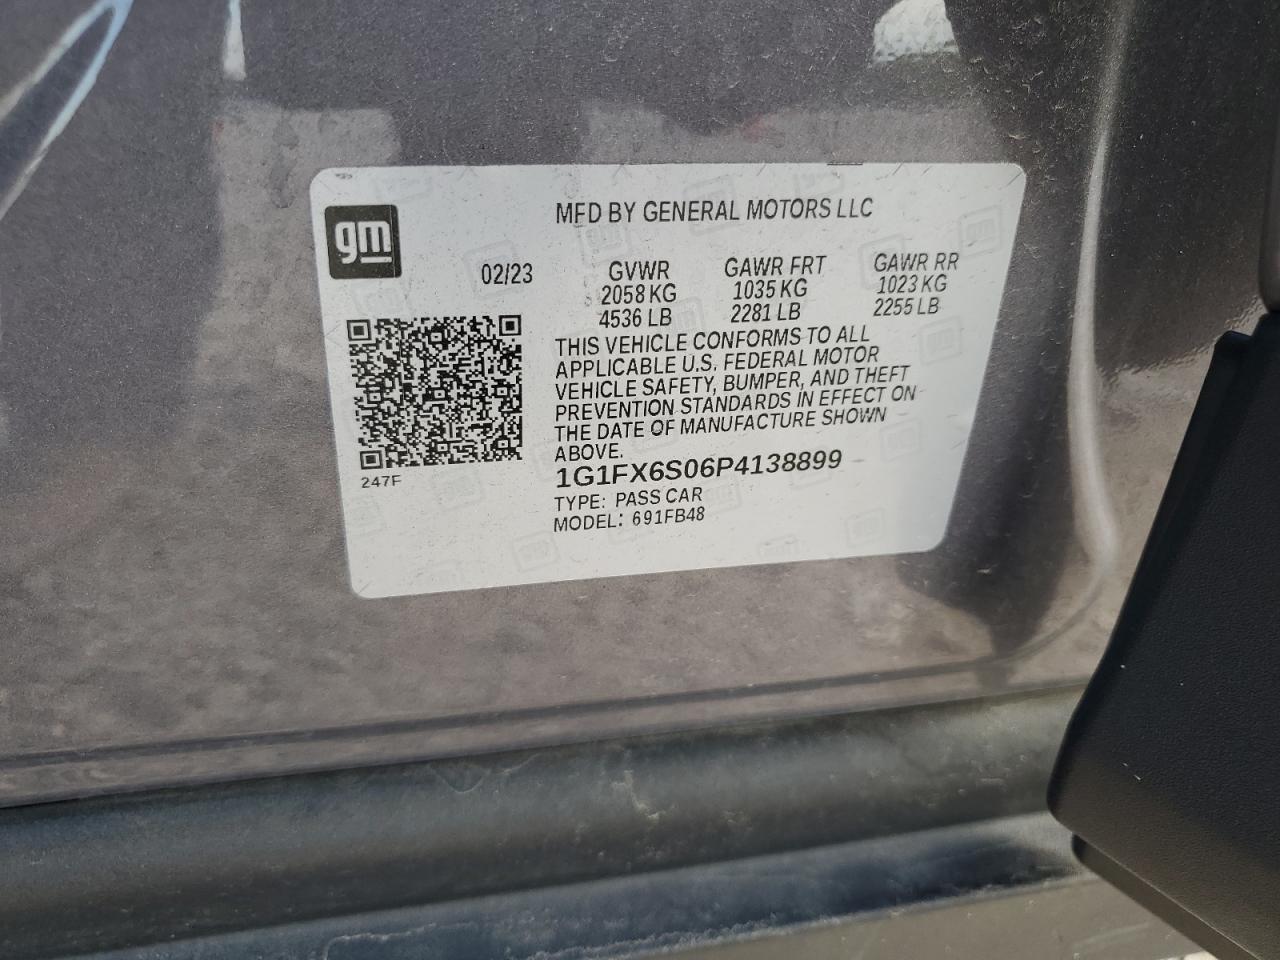 gm
MFD BY GENERAL MOTORS LLC
02/23 GVWR GAWR FRT GAWR RR
2058 KG 1035 KG 1023 KG
4536 LB 2281 LB 2255 LB
THIS VEHICLE CONFORMS TO ALL
APPLICABLE U.S. FEDERAL MOTOR
VEHICLE SAFETY, BUMPER, AND THEFT
PREVENTION STANDARDS IN EFFECT ON
THE DATE OF MANUFACTURE SHOWN
ABOVE.
1G1FX6S06P4138899
247F
TYPE: PASS CAR
MODEL: 691FB48